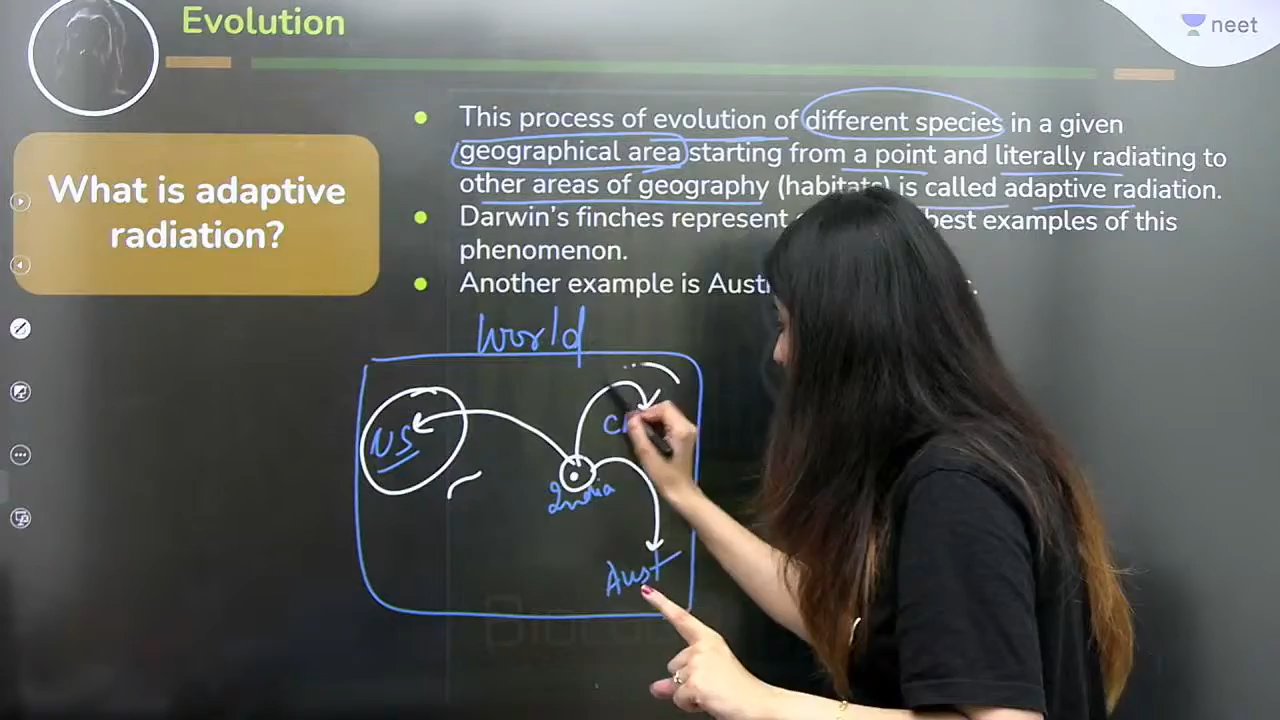 Evolution
neet
What is adaptive
radiation?
This process of evolution of different species in a given
geographical area starting from a point and literally radiating to
other areas of geography (habitats) is called adaptive radiation.
Darwin's finches represent best examples of this
phenomenon.
Another example is
World
India
Aust